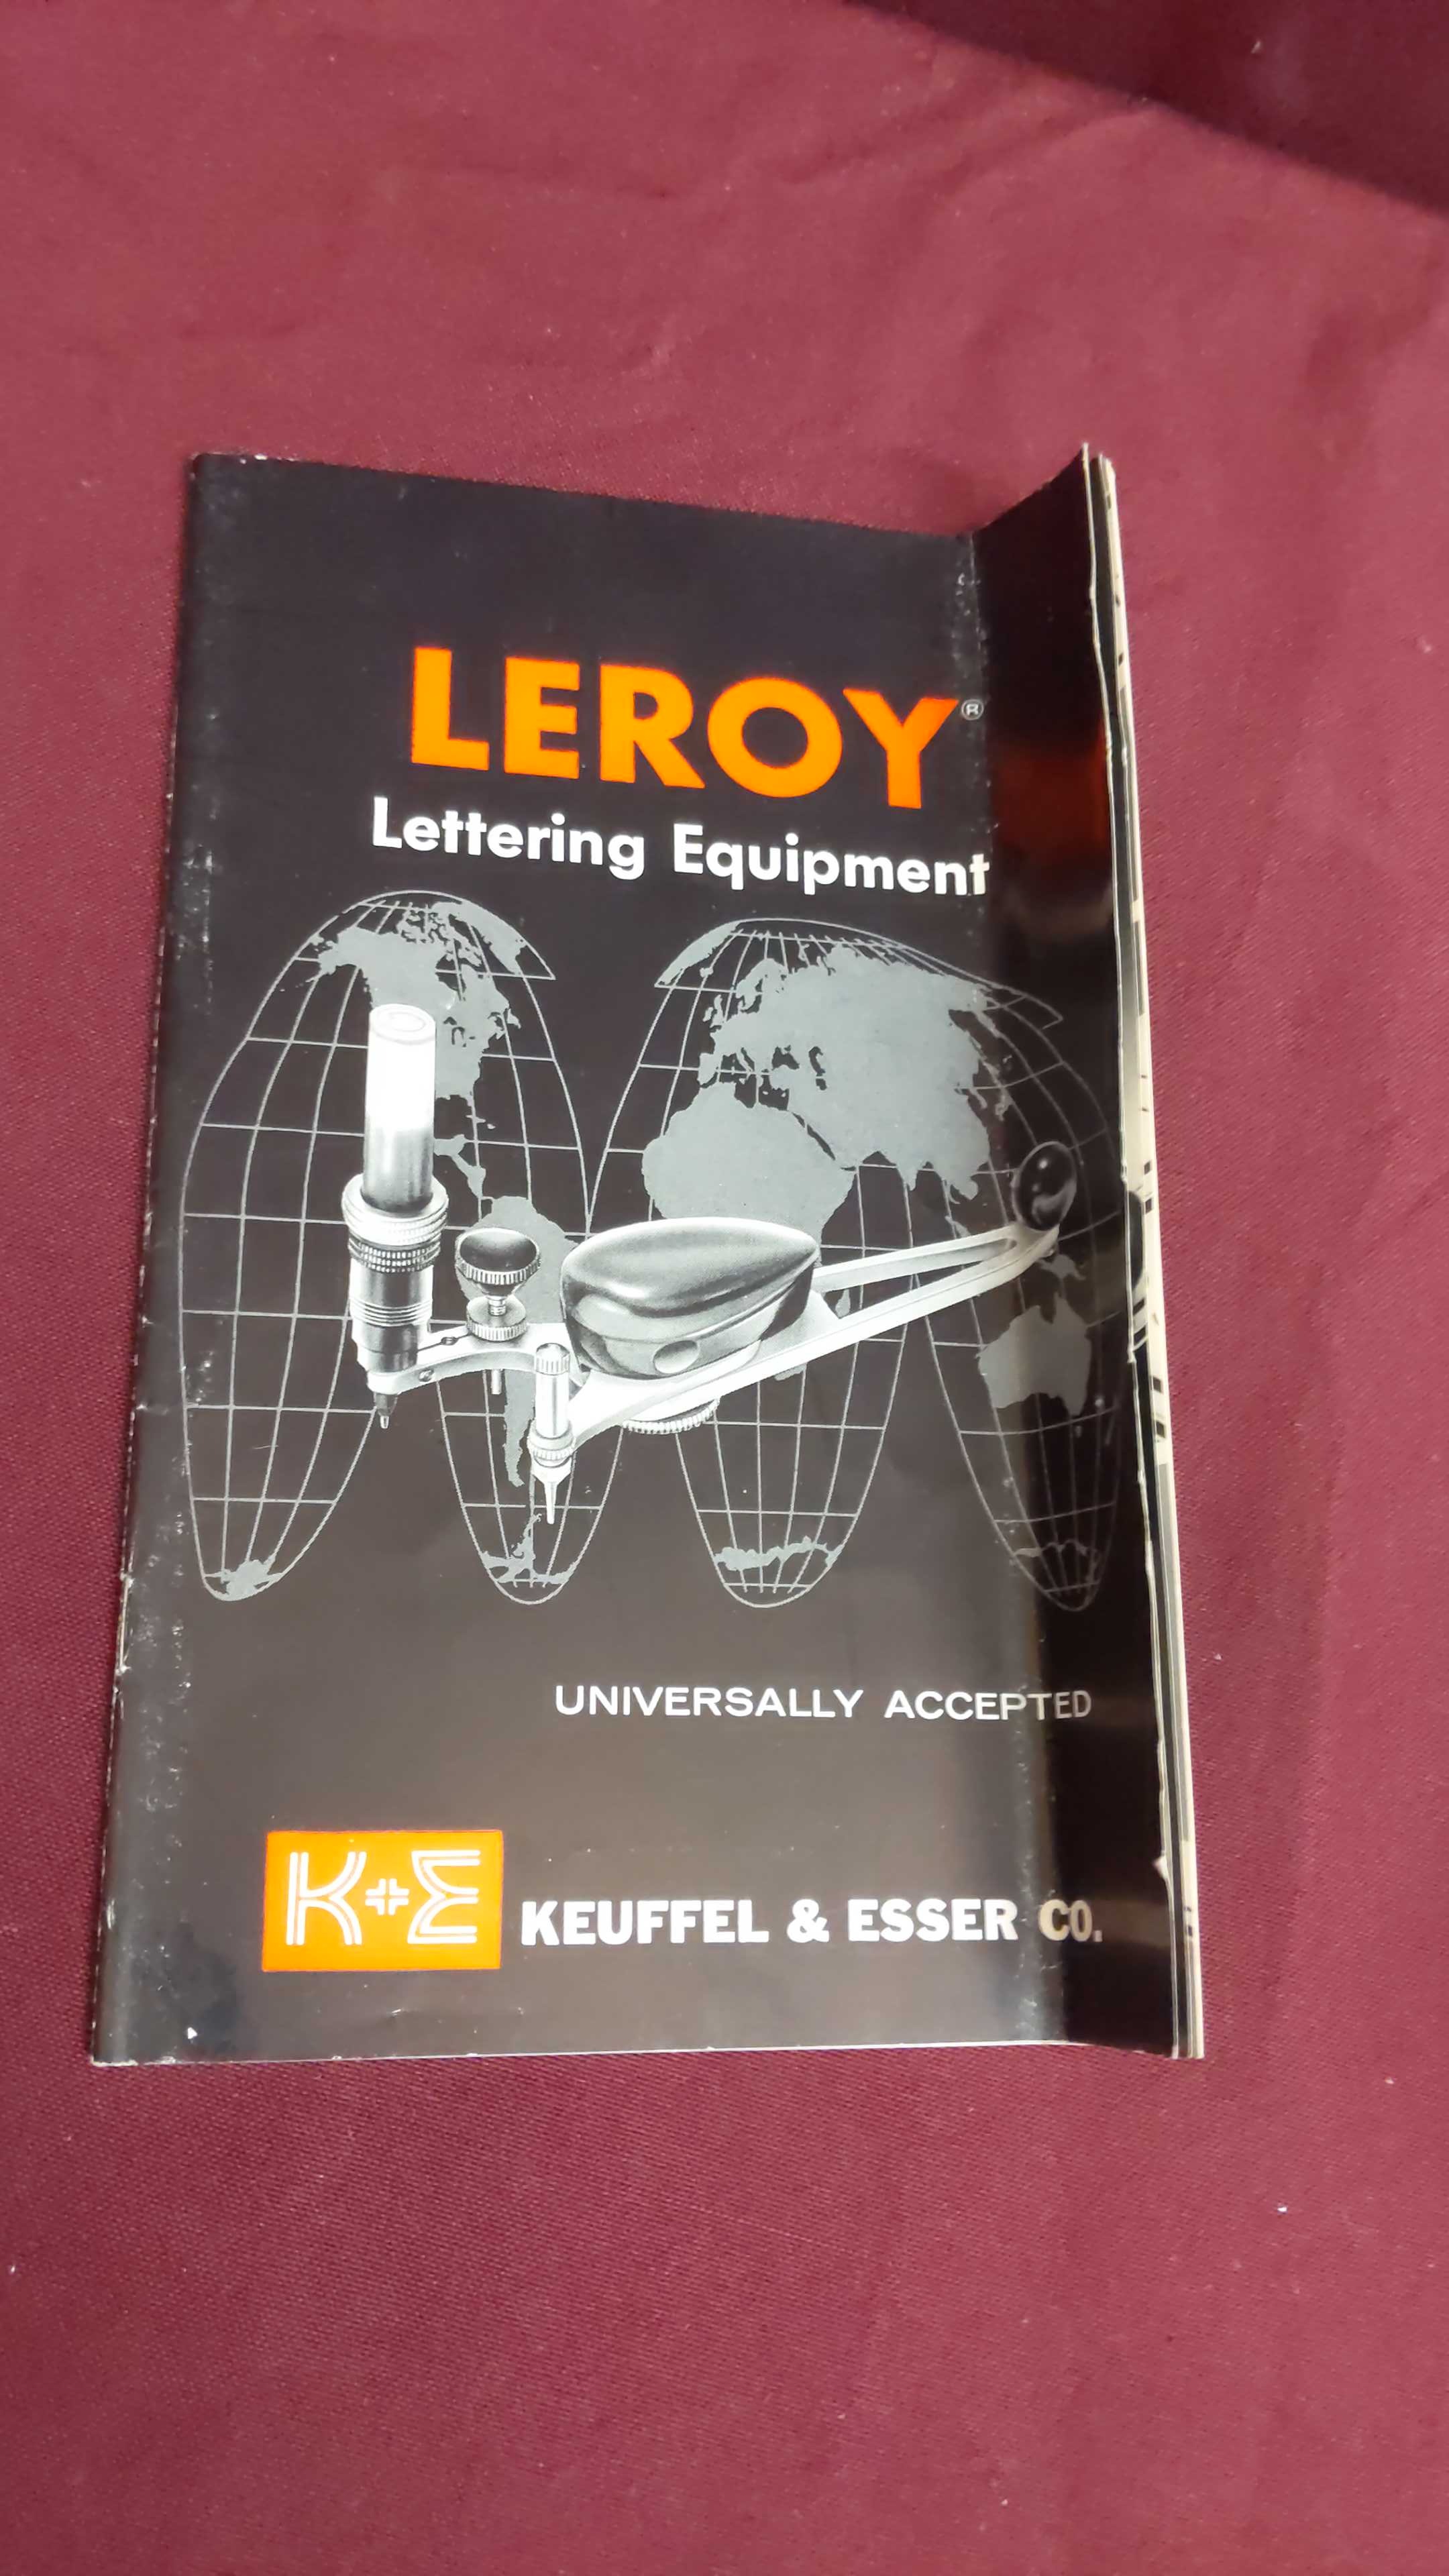 LEROY®
Lettering Equipment
UNIVERSALLY ACCEPTED
K+E KEUFFEL & ESSER CO.